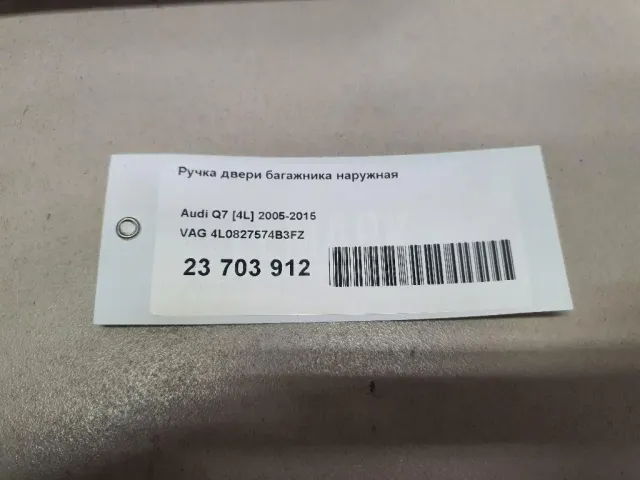 Ручка двери багажника наружная
Audi Q7 [4L] 2005-2015
VAG 4L0827574B3FZ
23 703 912